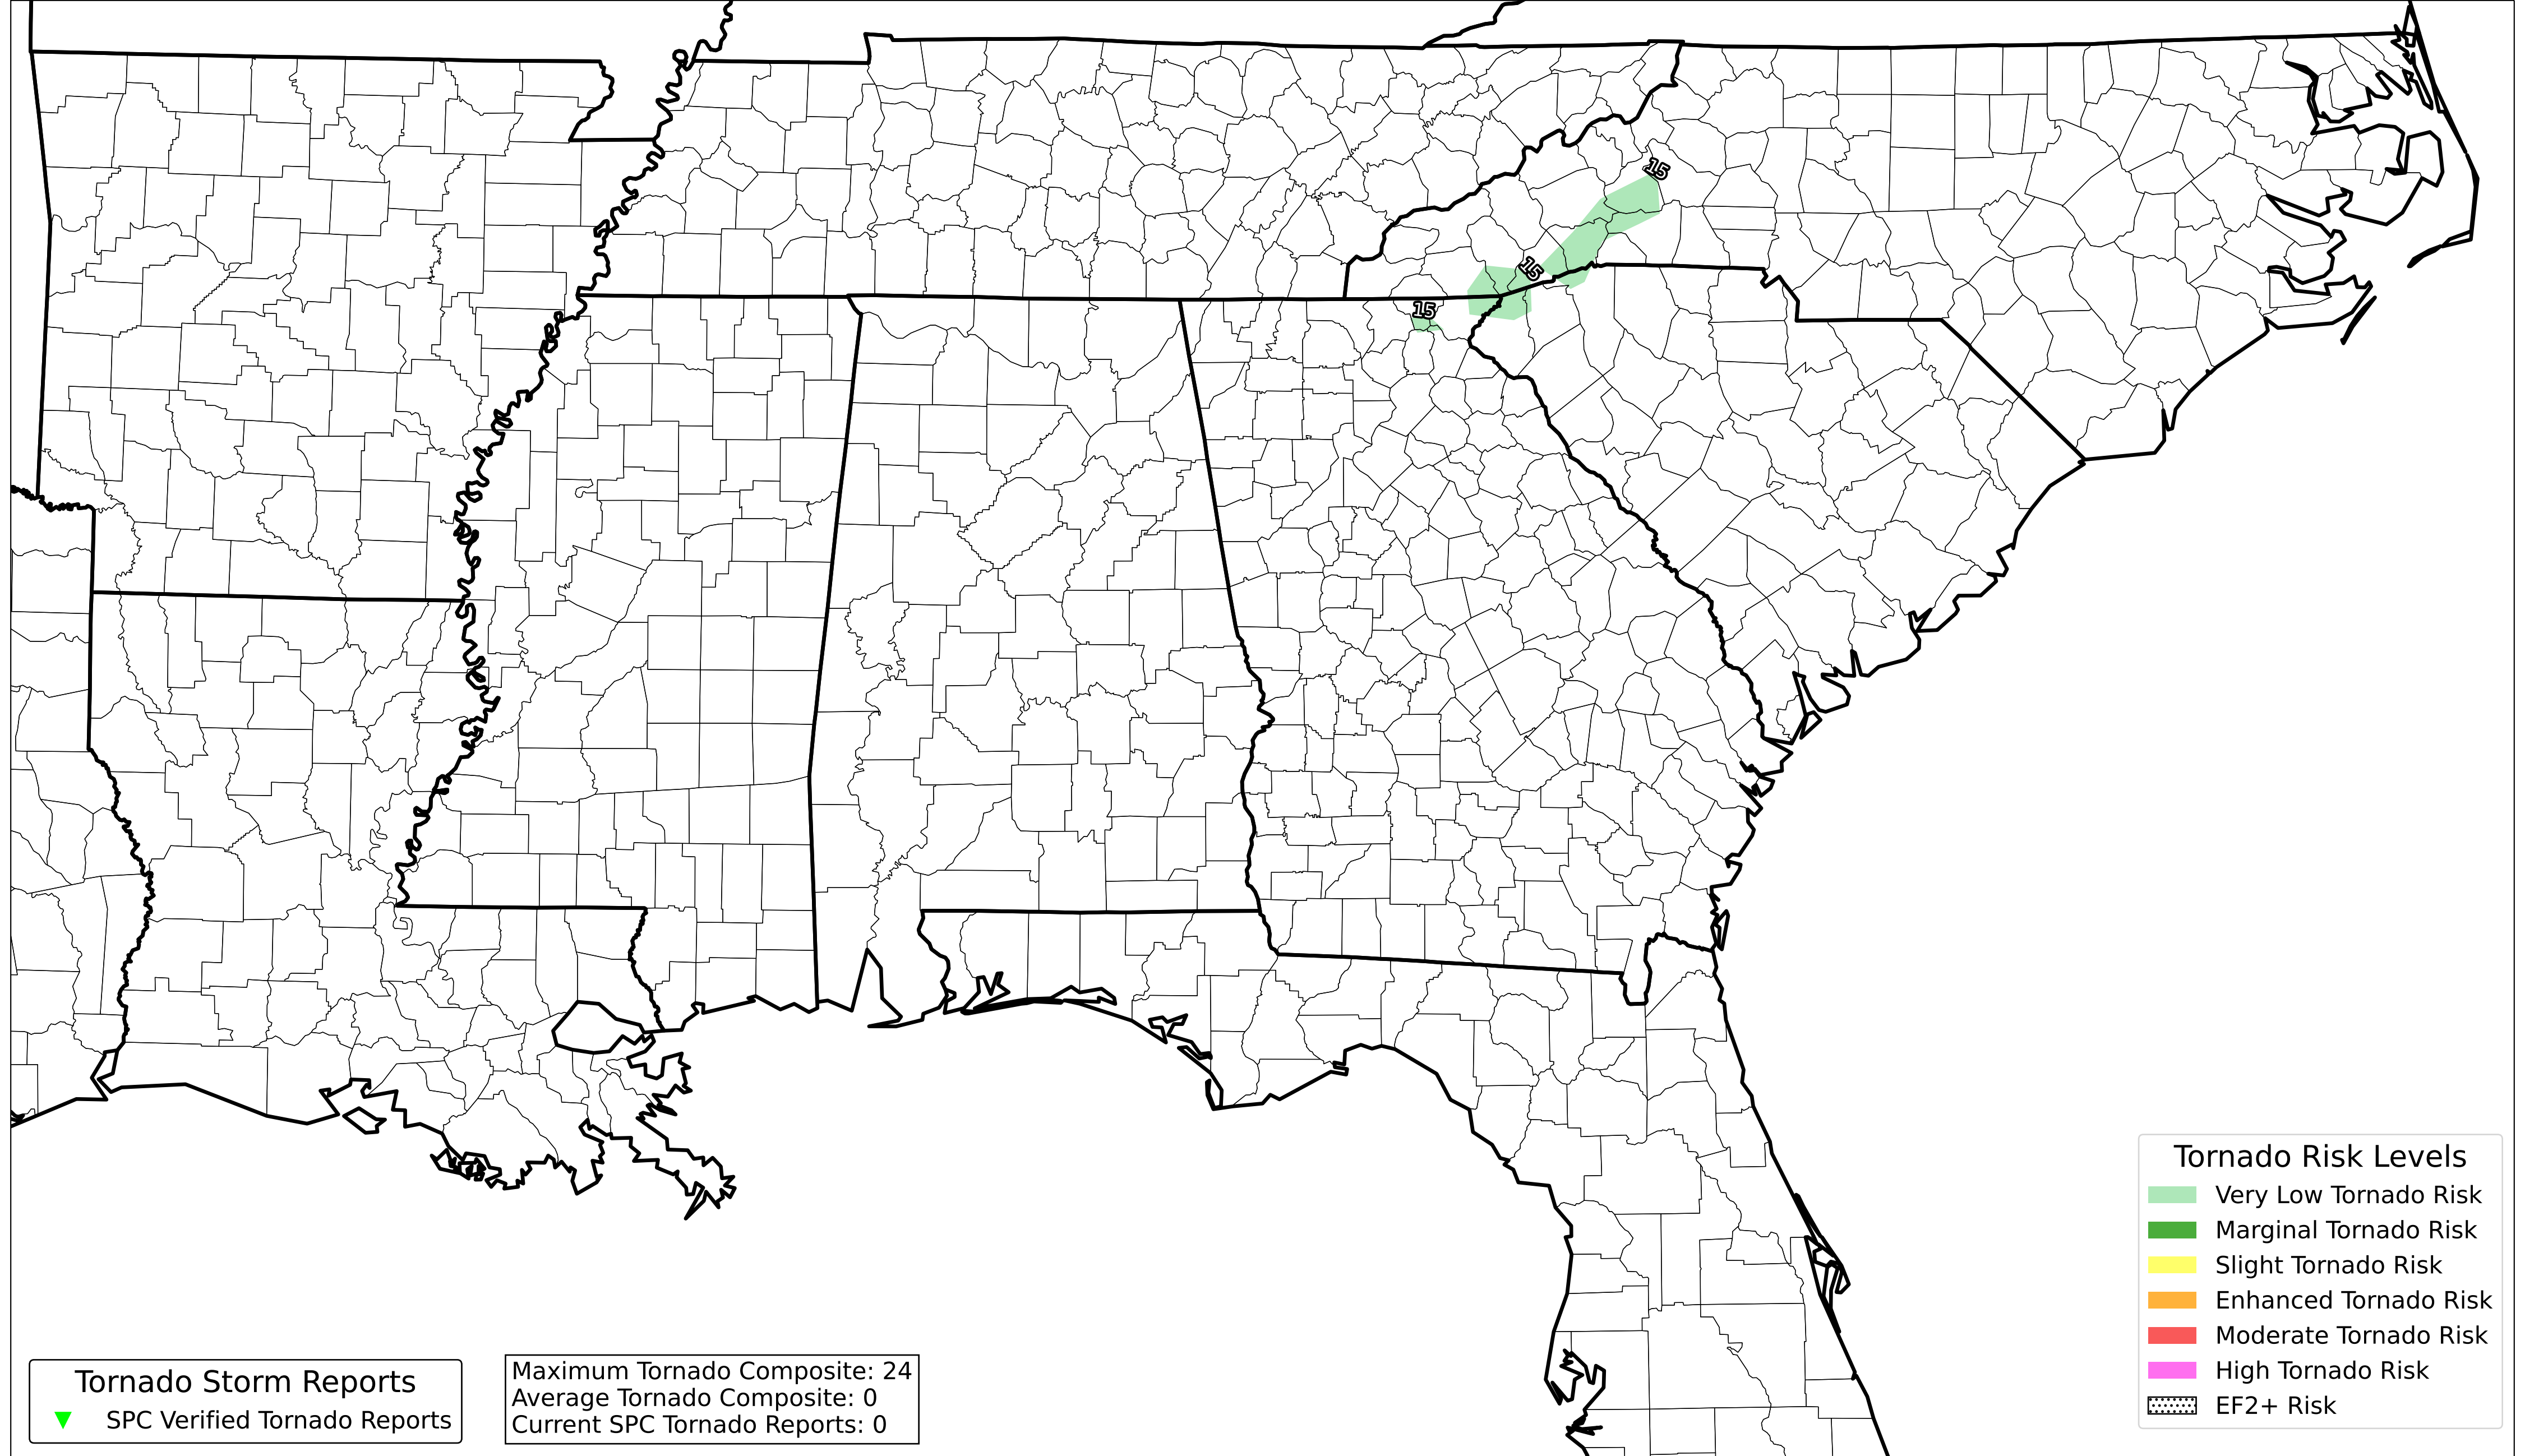 15
15
15
Tornado Risk Levels
Very Low Tornado Risk
Marginal Tornado Risk
Slight Tornado Risk
Enhanced Tornado Risk
Moderate Tornado Risk
High Tornado Risk
EF2+ Risk
Tornado Storm Reports
SPC Verified Tornado Reports
Maximum Tornado Composite: 24
Average Tornado Composite: 0
Current SPC Tornado Reports: 0